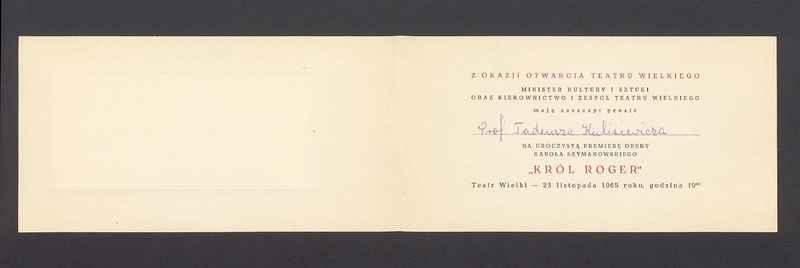 Z OKAZJI OTWARCIA TEATRU WIELKIEGO
MINISTER KULTURY I SZTUKI
ORAZ KIEROWNICTWO I ZESPÓŁ TEATRU WIELKIEGO
mają zaszczyt prosić
Prof Tadeusza Kulisiewicza
NA UROCZYSTĄ PREMIERĘ OPERY
KAROLA SZYMANOWSKIEGO
„KRÓL ROGER“
Teatr Wielki — 23 listopada 1965 roku, godzina 19⁰⁰